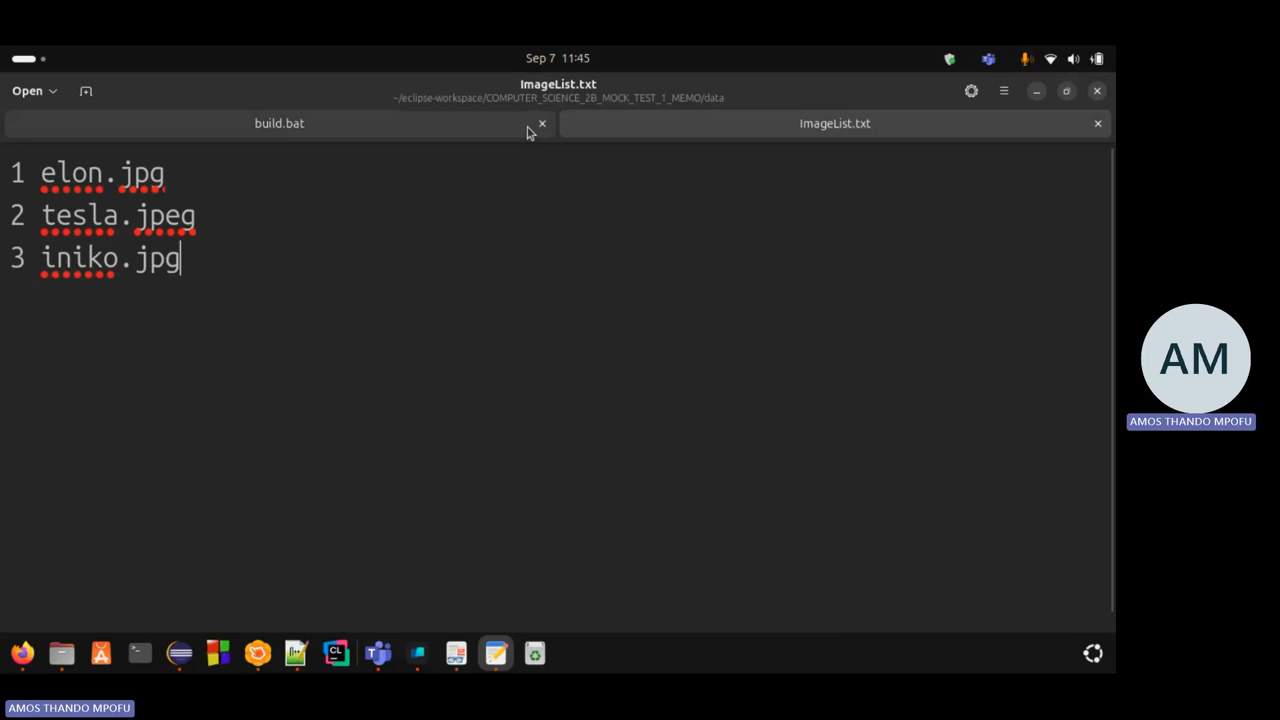 Sep 7 11:45
Open
ImageList.txt
~/eclipse-workspace/COMPUTER_SCIENCE_2B_MOCK_TEST_1_MEMO/data
build.bat
ImageList.txt
1 elon.jpg
2 tesla.jpeg
3 iniko.jpg
AM
AMOS THANDO MPOFU
CL
AMOS THANDO MPOFU